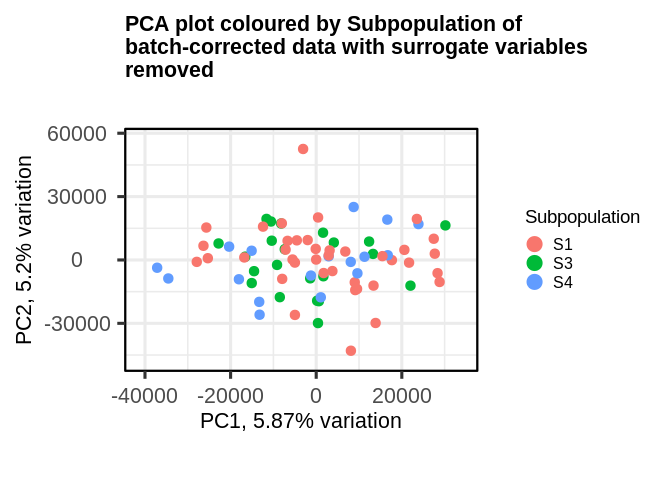 PCA plot coloured by Subpopulation of
batch-corrected data with surrogate variables
removed
60000
30000
0
-30000
PC2, 5.2% variation
-40000 -20000 0 20000
PC1, 5.87% variation
Subpopulation
S1
S3
S4